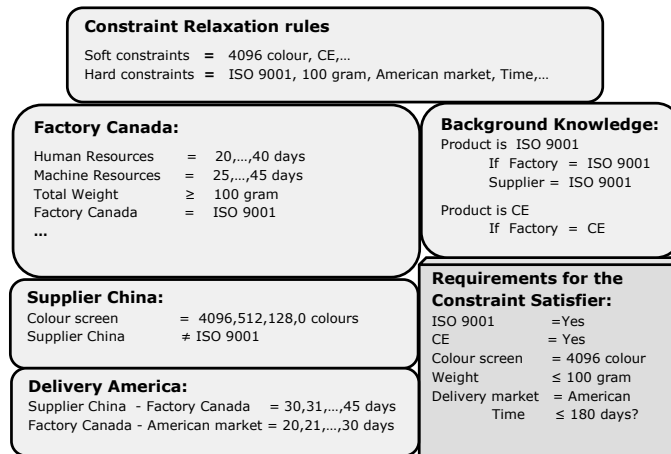 Constraint Relaxation rules
Soft constraints = 4096 colour, CE,...
Hard constraints = ISO 9001, 100 gram, American market, Time,...
Factory Canada:
Human Resources = 20,...,40 days
Machine Resources = 25,...,45 days
Total Weight ≥ 100 gram
Factory Canada = ISO 9001
...
Background Knowledge:
Product is ISO 9001
If Factory = ISO 9001
Supplier = ISO 9001
Product is CE
If Factory = CE
Supplier China:
Colour screen = 4096,512,128,0 colours
Supplier China ≠ ISO 9001
Delivery America:
Supplier China - Factory Canada = 30,31,...,45 days
Factory Canada - American market = 20,21,...,30 days
Requirements for the
Constraint Satisfier:
ISO 9001 =Yes
CE = Yes
Colour screen = 4096 colour
Weight ≤ 100 gram
Delivery market = American
Time ≤ 180 days?